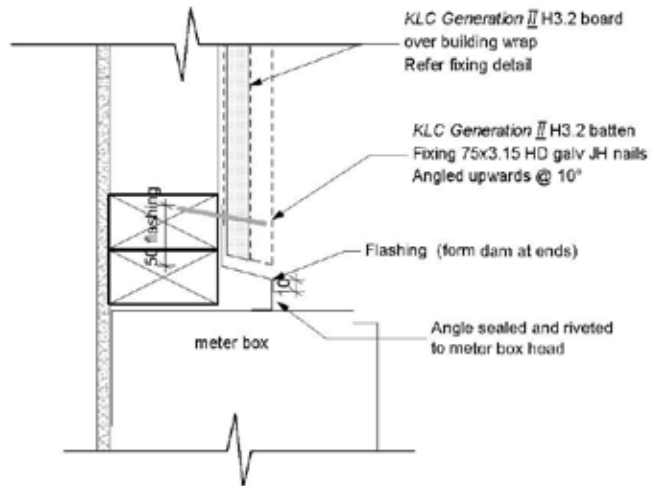 KLC Generation II H3.2 board
over building wrap
Refer fixing detail
KLC Generation II H3.2 batten
Fixing 75x3.15 HD galv JH nails
Angled upwards @ 10°
50 flashing
Flashing (form dam at ends)
10
Angle sealed and riveted
to meter box head
meter box